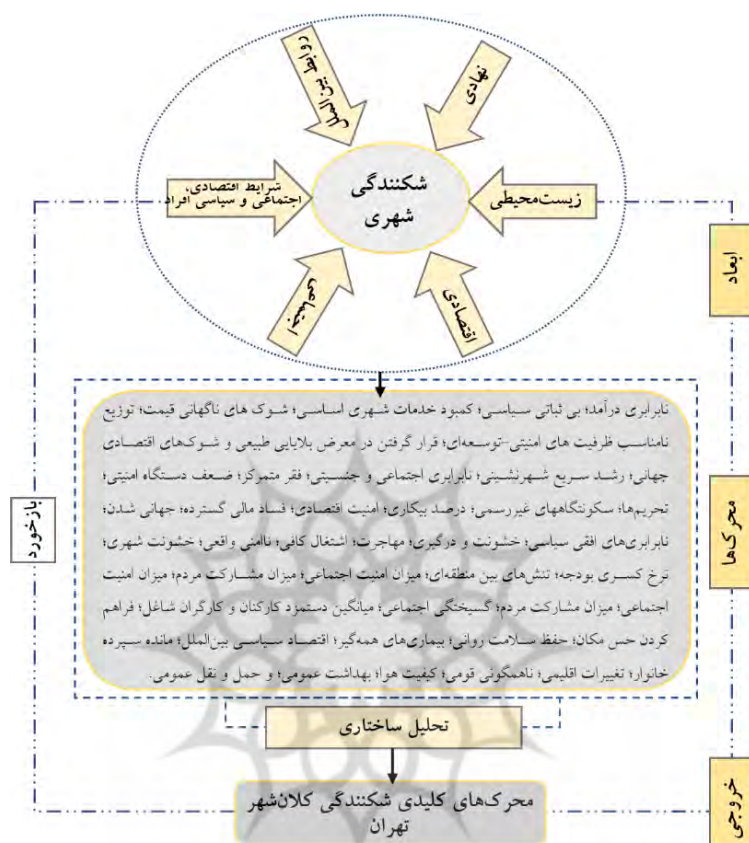 روابط بین‌الملل
نهادی
شرایط اقتصادی،
اجتماعی و سیاسی افراد
شکنندگی
شهری
زیست‌محیطی
اجتماعی
اقتصادی
ابعاد
نابرابری درآمد؛ بی ثباتی سیاسی؛ کمبود خدمات شهری اساسی؛ شوک های ناگهانی قیمت؛ توزیع
نامناسب ظرفیت های امنیتی-توسعه‌ای؛ قرار گرفتن در معرض بلایایی طبیعی و شوک‌های اقتصادی
جهانی؛ رشد سریع شهرنشینی؛ نابرابری اجتماعی و جنسیتی؛ فقر متمرکز؛ ضعف دستگاه امنیتی؛
تحریم‌ها؛ سکونتگاههای غیررسمی؛ درصد بیکاری؛ امنیت اقتصادی؛ فساد مالی گسترده؛ جهانی شدن؛
نابرابری‌های افقی سیاسی؛ خشونت و درگیری؛ مهاجرت؛ اشتغال کافی؛ ناامنی واقعی؛ خشونت شهری؛
نرخ کسری بودجه؛ تنش‌های بین منطقه‌ای؛ میزان امنیت اجتماعی؛ میزان مشارکت مردم؛ میزان امنیت
اجتماعی؛ میزان مشارکت مردم؛ گسیختگی اجتماعی؛ میانگین دستمزد کارکنان و کارگران شاغل؛ فراهم
کردن حس مکان؛ حفظ سلامت روانی؛ بیماری‌های همه‌گیر؛ اقتصاد سیاسی بین‌الملل؛ مانده سپرده
خانوار؛ تغییرات اقلیمی؛ ناهمگونی قومی؛ کیفیت هوا؛ بهداشت عمومی؛ و حمل و نقل عمومی.
محرک‌ها
بازخورد
تحلیل ساختاری
محرک‌های کلیدی شکنندگی کلان‌شهر
تهران
خروجی